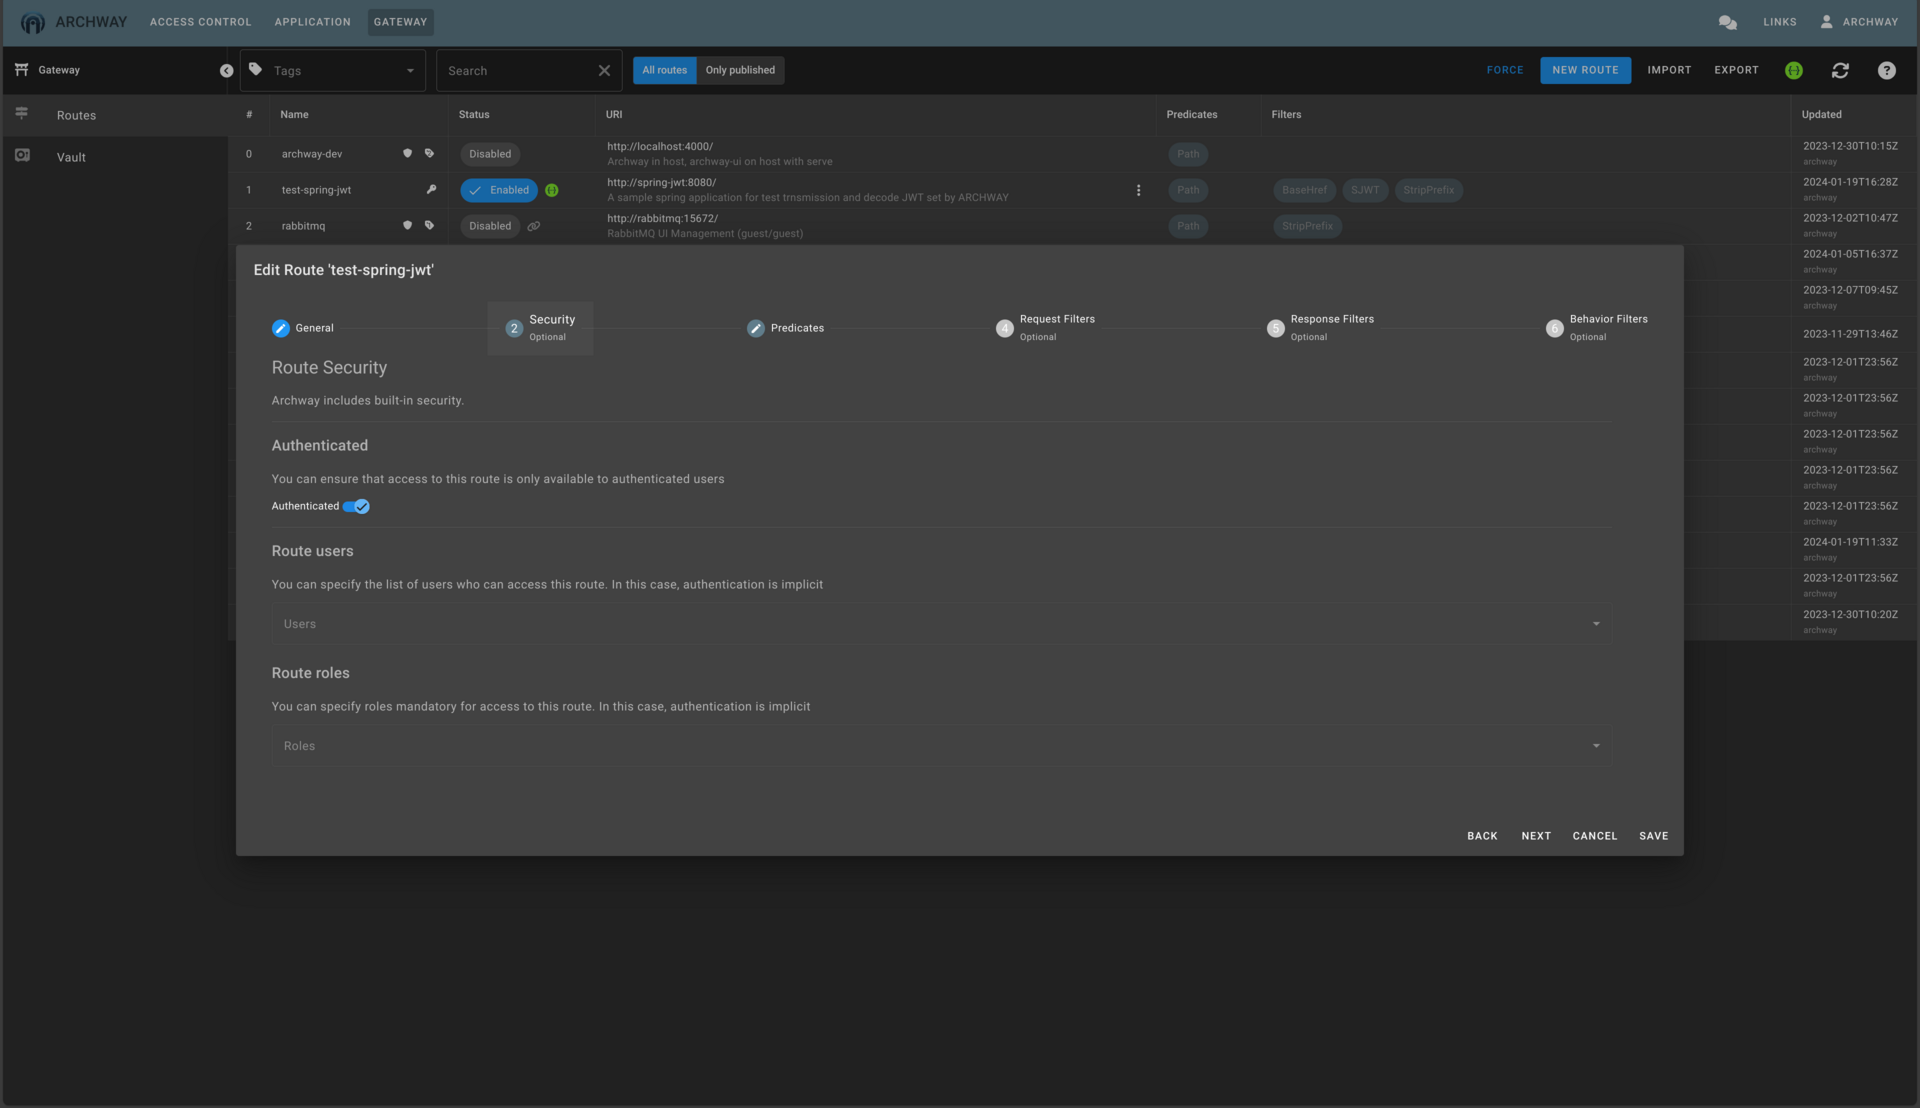 ARCHWAY ACCESS CONTROL APPLICATION GATEWAY LINKS ARCHWAY
Gateway Tags Search All routes Only published FORCE NEW ROUTE IMPORT EXPORT
Routes
Vault
# Name Status URI Predicates Filters Updated
0 archway-dev Disabled http://localhost:4000/ Path 2023-12-30T10:15Z
Archway in host, archway-ui on host with serve archway
1 test-spring-jwt Enabled http://spring-jwt:8080/ Path BaseHref SJWT StripPrefix 2024-01-19T16:28Z
A sample spring application for test trnsmission and decode JWT set by ARCHWAY archway
2 rabbitmq Disabled http://rabbitmq:15672/ Path StripPrefix 2023-12-02T10:47Z
RabbitMQ UI Management (guest/guest) archway
2024-01-05T16:37Z
archway
2023-12-07T09:45Z
archway
2023-11-29T13:46Z
2023-12-01T23:56Z
archway
2023-12-01T23:56Z
archway
2023-12-01T23:56Z
archway
2023-12-01T23:56Z
archway
2023-12-01T23:56Z
archway
2024-01-19T11:33Z
archway
2023-12-01T23:56Z
archway
2023-12-30T10:20Z
archway
Edit Route 'test-spring-jwt'
General
2 Security
Optional
Predicates
4 Request Filters
Optional
5 Response Filters
Optional
6 Behavior Filters
Optional
Route Security
Archway includes built-in security.
Authenticated
You can ensure that access to this route is only available to authenticated users
Authenticated
Route users
You can specify the list of users who can access this route. In this case, authentication is implicit
Users
Route roles
You can specify roles mandatory for access to this route. In this case, authentication is implicit
Roles
BACK NEXT CANCEL SAVE